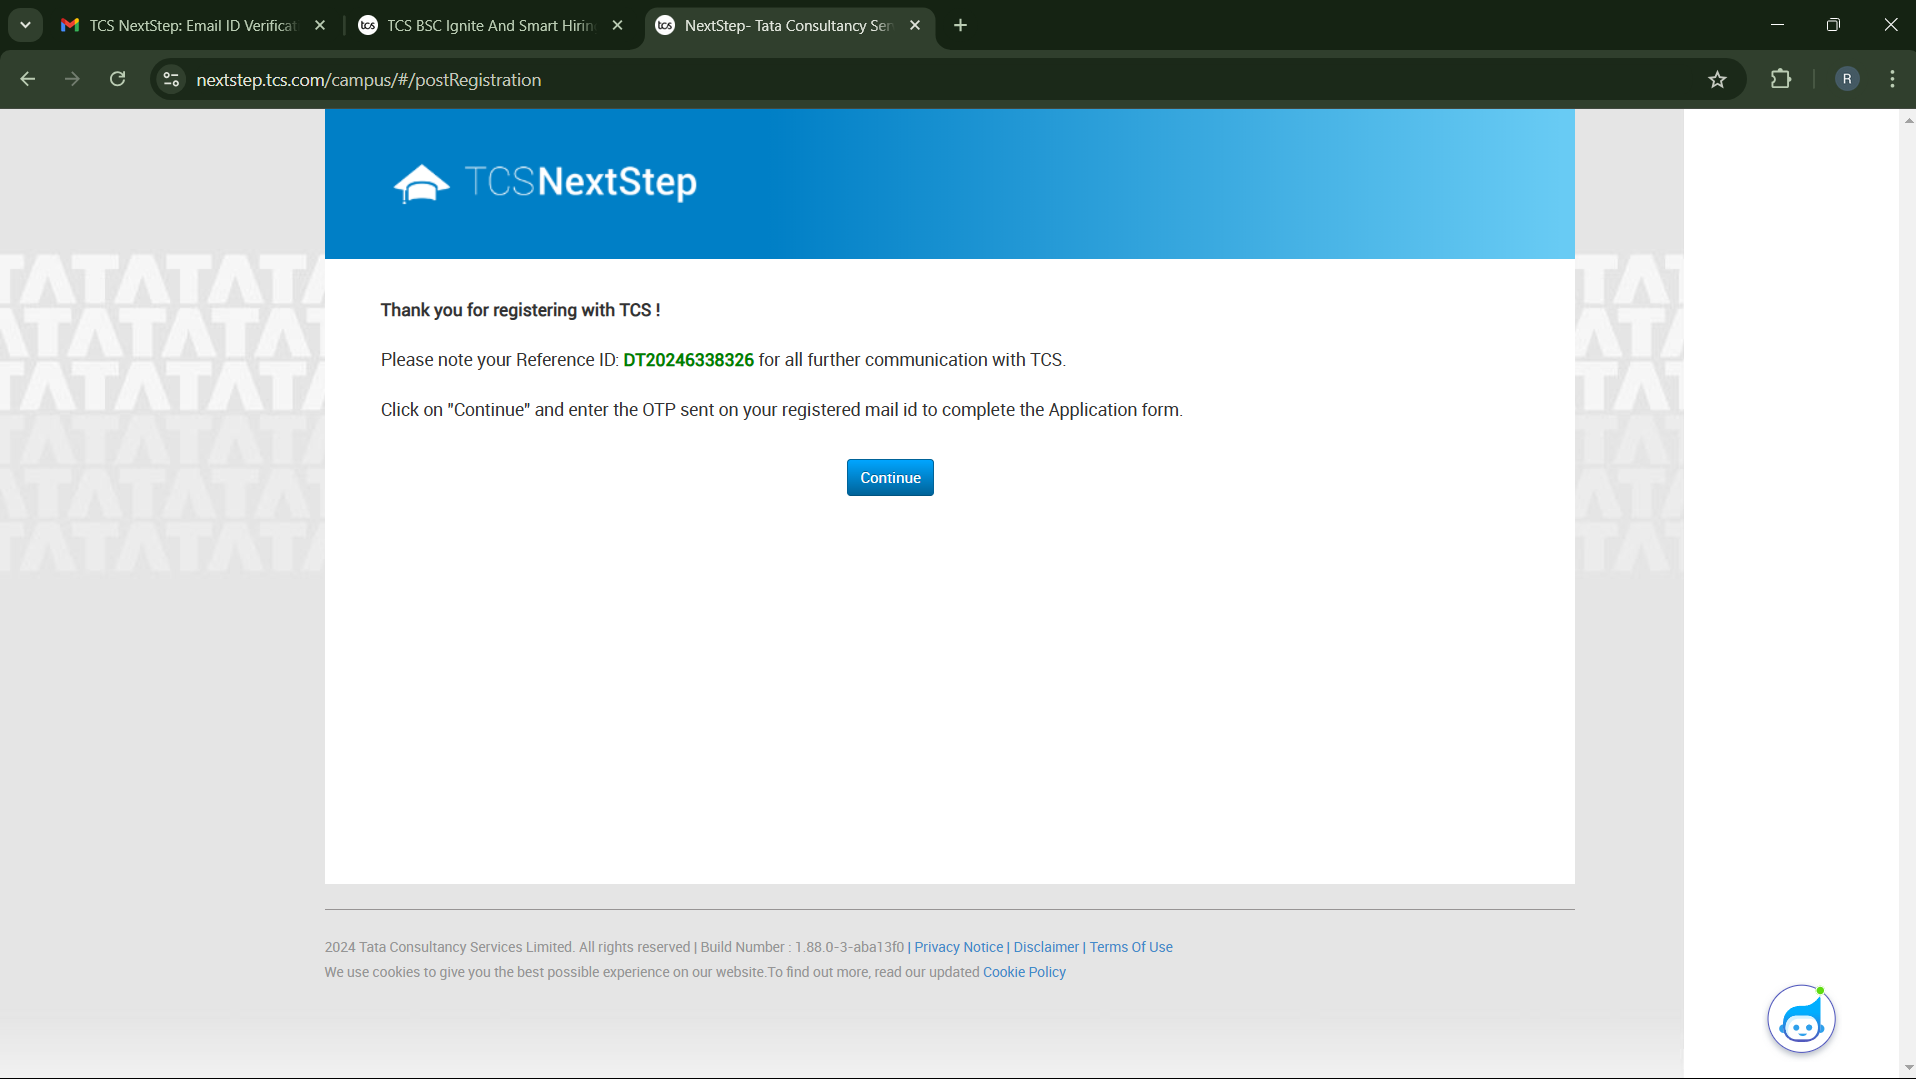 TCS NextStep: Email ID Verificat
TCS BSC Ignite And Smart Hirin
NextStep- Tata Consultancy Ser
nextstep.tcs.com/campus/#/postRegistration
R
TCSNextStep
Thank you for registering with TCS !
Please note your Reference ID: DT20246338326 for all further communication with TCS.
Click on "Continue" and enter the OTP sent on your registered mail id to complete the Application form.
Continue
2024 Tata Consultancy Services Limited. All rights reserved | Build Number : 1.88.0-3-aba13f0 | Privacy Notice | Disclaimer | Terms Of Use
We use cookies to give you the best possible experience on our website.To find out more, read our updated Cookie Policy